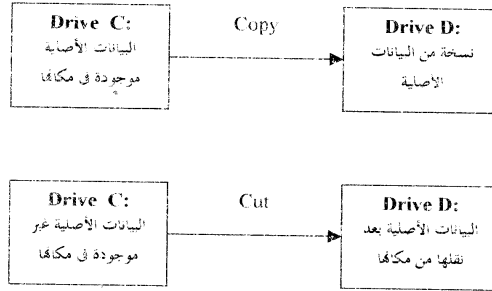 Drive C:
البيانات الأصلية
موجودة في مكانها
Copy
Drive D:
نسخة من البيانات
الأصلية
Drive C:
البيانات الأصلية غير
موجودة في مكانها
Cut
Drive D:
البيانات الأصلية بعد
نقلها من مكانها